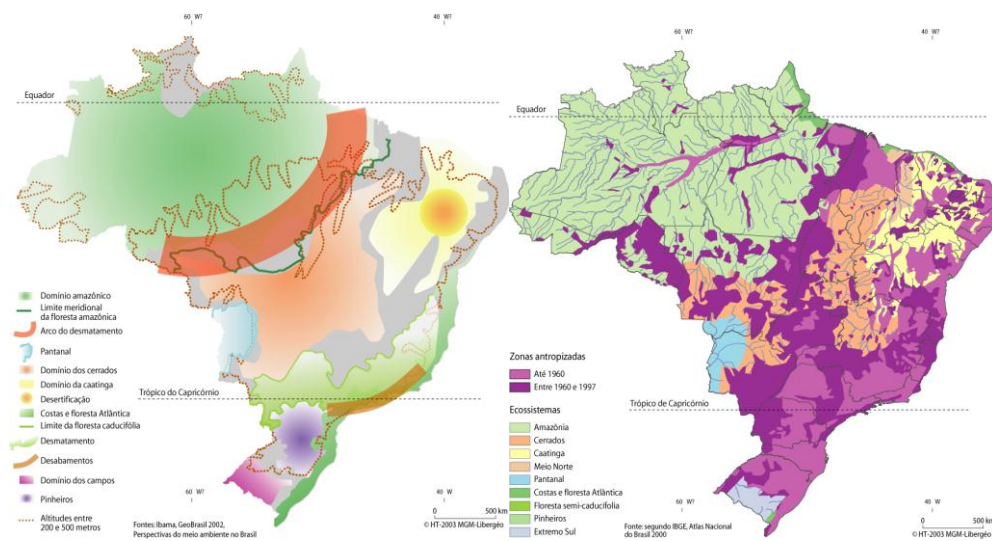 60 W?
40 W?
Equador
Trópico do Capricórnio
Domínio amazônico
Limite meridional
da floresta amazônica
Arco do desmatamento
Pantanal
Domínio dos cerrados
Domínio da caatinga
Desertificação
Costas e floresta Atlântica
Limite da floresta caducifólia
Desmatamento
Desabamentos
Domínio dos campos
Pinheiros
Altitudes entre
200 e 500 metros
Fontes: Ibama, GeoBrasil 2002,
Perspectivas do meio ambiente no Brasil
60 W?
40 W?
0
500 km
© HT-2003 MGM-Libergéo
60 W?
40 W?
Equador
Trópico de Capricórnio
Zonas antropizadas
Até 1960
Entre 1960 e 1997
Ecossistemas
Amazônia
Cerrados
Caatinga
Meio Norte
Pantanal
Costas e floresta Atlântica
Floresta semi-caducifolia
Pinheiros
Extremo Sul
Fonte: segundo IBGE, Atlas Nacional
do Brasil 2000
60 W?
40 W
0
500 km
© HT-2003 MGM-Libergéo